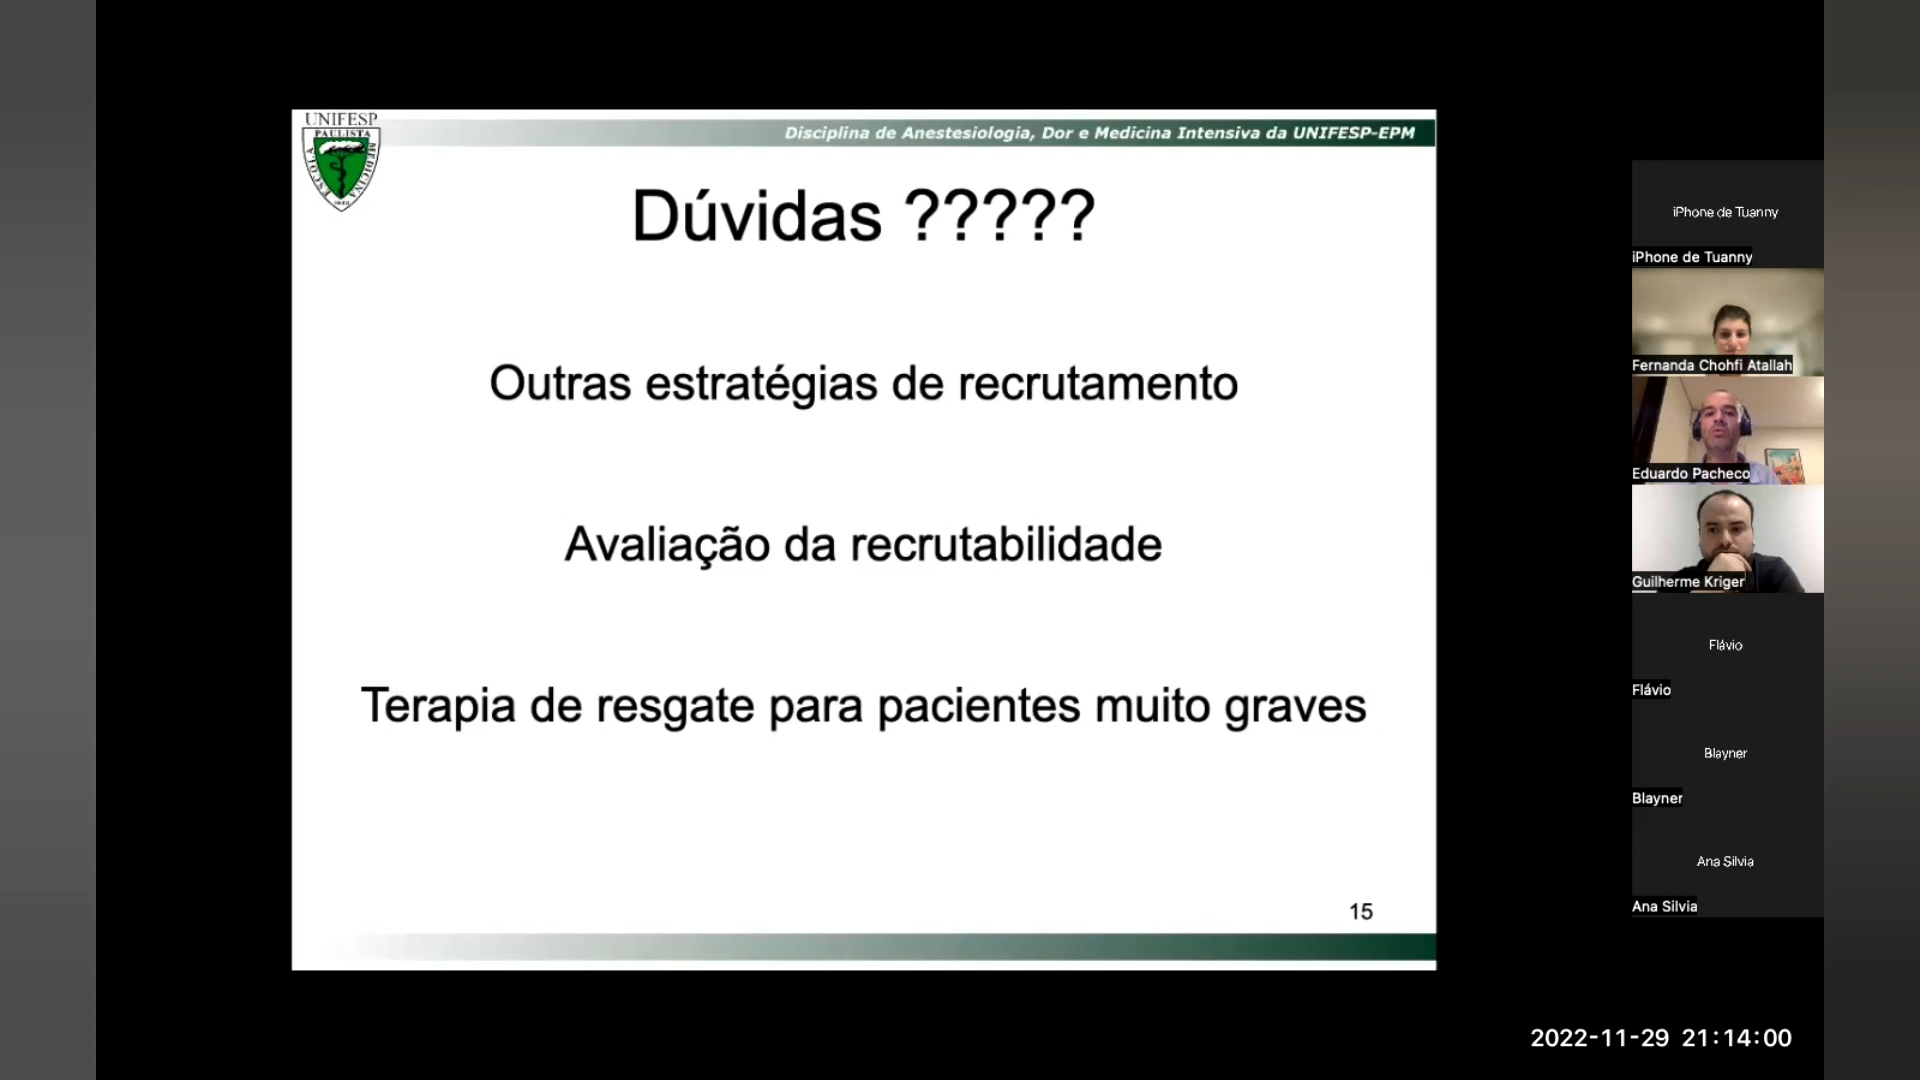 UNIFESP
PAULISTA
ESCOLA
MEDICINA
Disciplina de Anestesiologia, Dor e Medicina Intensiva da UNIFESP-EPM
Dúvidas ?????
Outras estratégias de recrutamento
Avaliação da recrutabilidade
Terapia de resgate para pacientes muito graves
15
iPhone de Tuanny
iPhone de Tuanny
Fernanda Chohfi Atallah
Eduardo Pacheco
Guilherme Kriger
Flávio
Flávio
Blayner
Blayner
Ana Silvia
Ana Silvia
2022-11-29 21:14:00